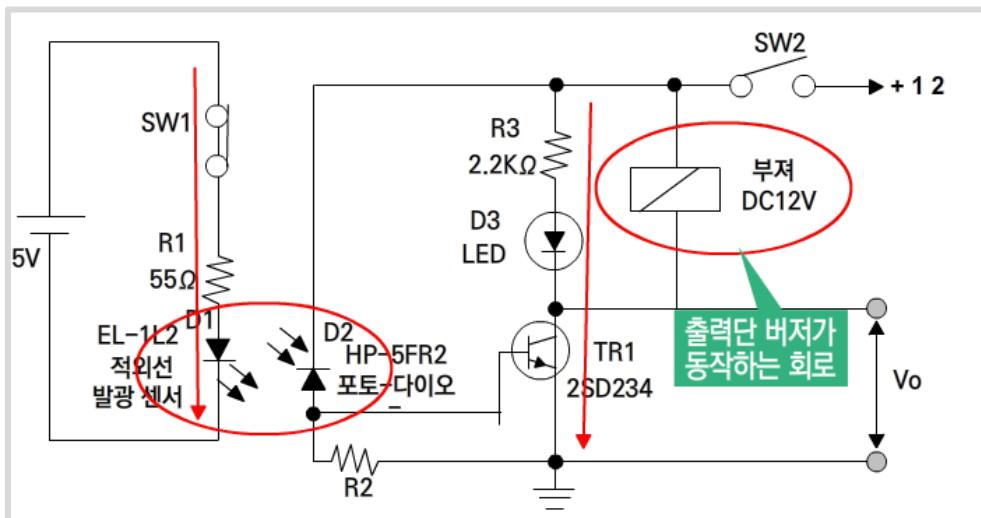 SW2
+ 1 2
SW1
R3
2.2KΩ
부져
DC12V
D3
LED
5V
R1
55Ω
D1
EL-1L2
적외선
발광 센서
D2
HP-5FR2
포토-다이오
–
TR1
2SD234
출력단 버저가
동작하는 회로
Vo
R2